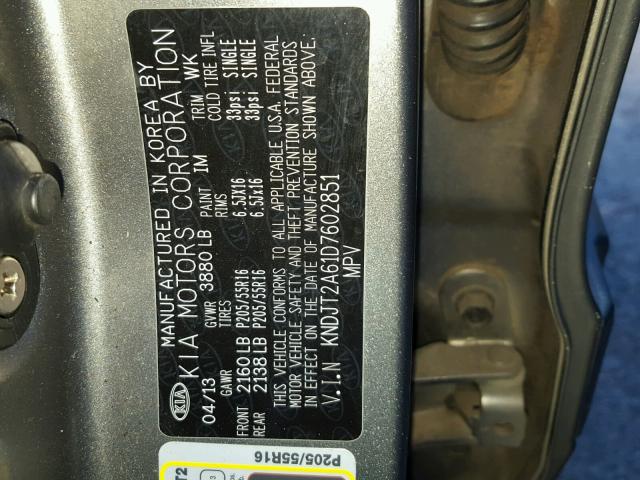 KIA MANUFACTURED IN KOREA BY
KIA MOTORS CORPORATION
04/13 GVWR 3880 LB PAINT IM TRIM WK
GAWR TIRES RIMS COLD TIRE INFL
FRONT 2160 LB P205/55R16 6.5JX16 33psi SINGLE
REAR 2138 LB P205/55R16 6.5JX16 33psi SINGLE
THIS VEHICLE CONFORMS TO ALL APPLICABLE U.S.A. FEDERAL
MOTOR VEHICLE SAFETY AND THEFT PREVENTION STANDARDS
IN EFFECT ON THE DATE OF MANUFACTURE SHOWN ABOVE.
V.I.N KNDJT2A61D7602851
MPV
P205/55R16